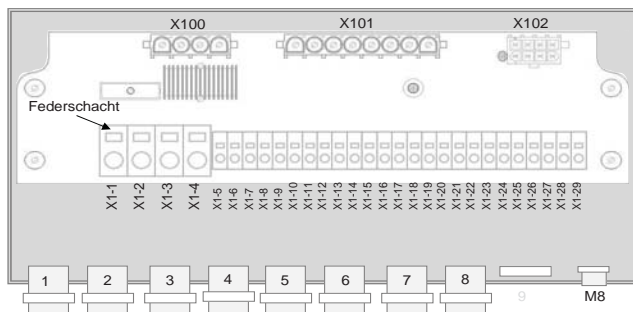 X100 X101 X102
Federschacht
X1-1 X1-2 X1-3 X1-4 X1-5 X1-6 X1-7 X1-8 X1-9 X1-10 X1-11 X1-12 X1-13 X1-14 X1-15 X1-16 X1-17 X1-18 X1-19 X1-20 X1-21 X1-22 X1-23 X1-24 X1-25 X1-26 X1-27 X1-28 X1-29
1 2 3 4 5 6 7 8 9 M8